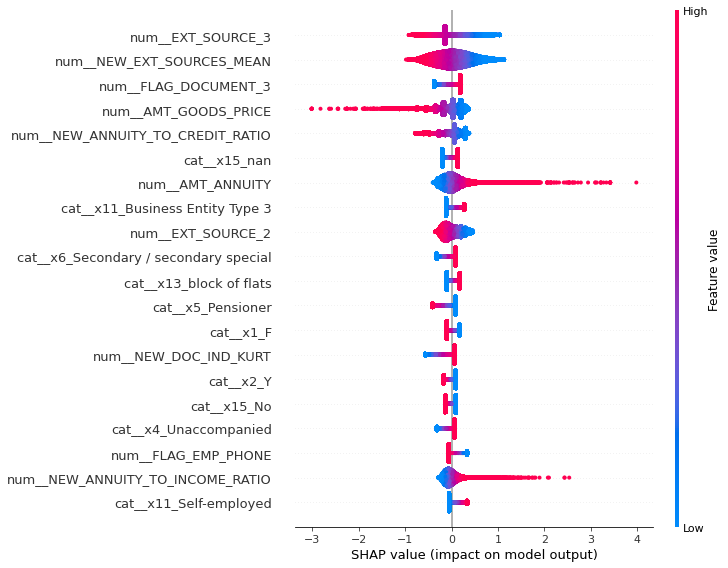 High
num__EXT_SOURCE_3
num__NEW_EXT_SOURCES_MEAN
num__FLAG_DOCUMENT_3
num__AMT_GOODS_PRICE
num__NEW_ANNUITY_TO_CREDIT_RATIO
cat__x15_nan
num__AMT_ANNUITY
cat__x11_Business Entity Type 3
num__EXT_SOURCE_2
cat__x6_Secondary / secondary special
cat__x13_block of flats
cat__x5_Pensioner
cat__x1_F
num__NEW_DOC_IND_KURT
cat__x2_Y
cat__x15_No
cat__x4_Unaccompanied
num__FLAG_EMP_PHONE
num__NEW_ANNUITY_TO_INCOME_RATIO
cat__x11_Self-employed
Feature value
Low
−3 −2 −1 0 1 2 3 4
SHAP value (impact on model output)